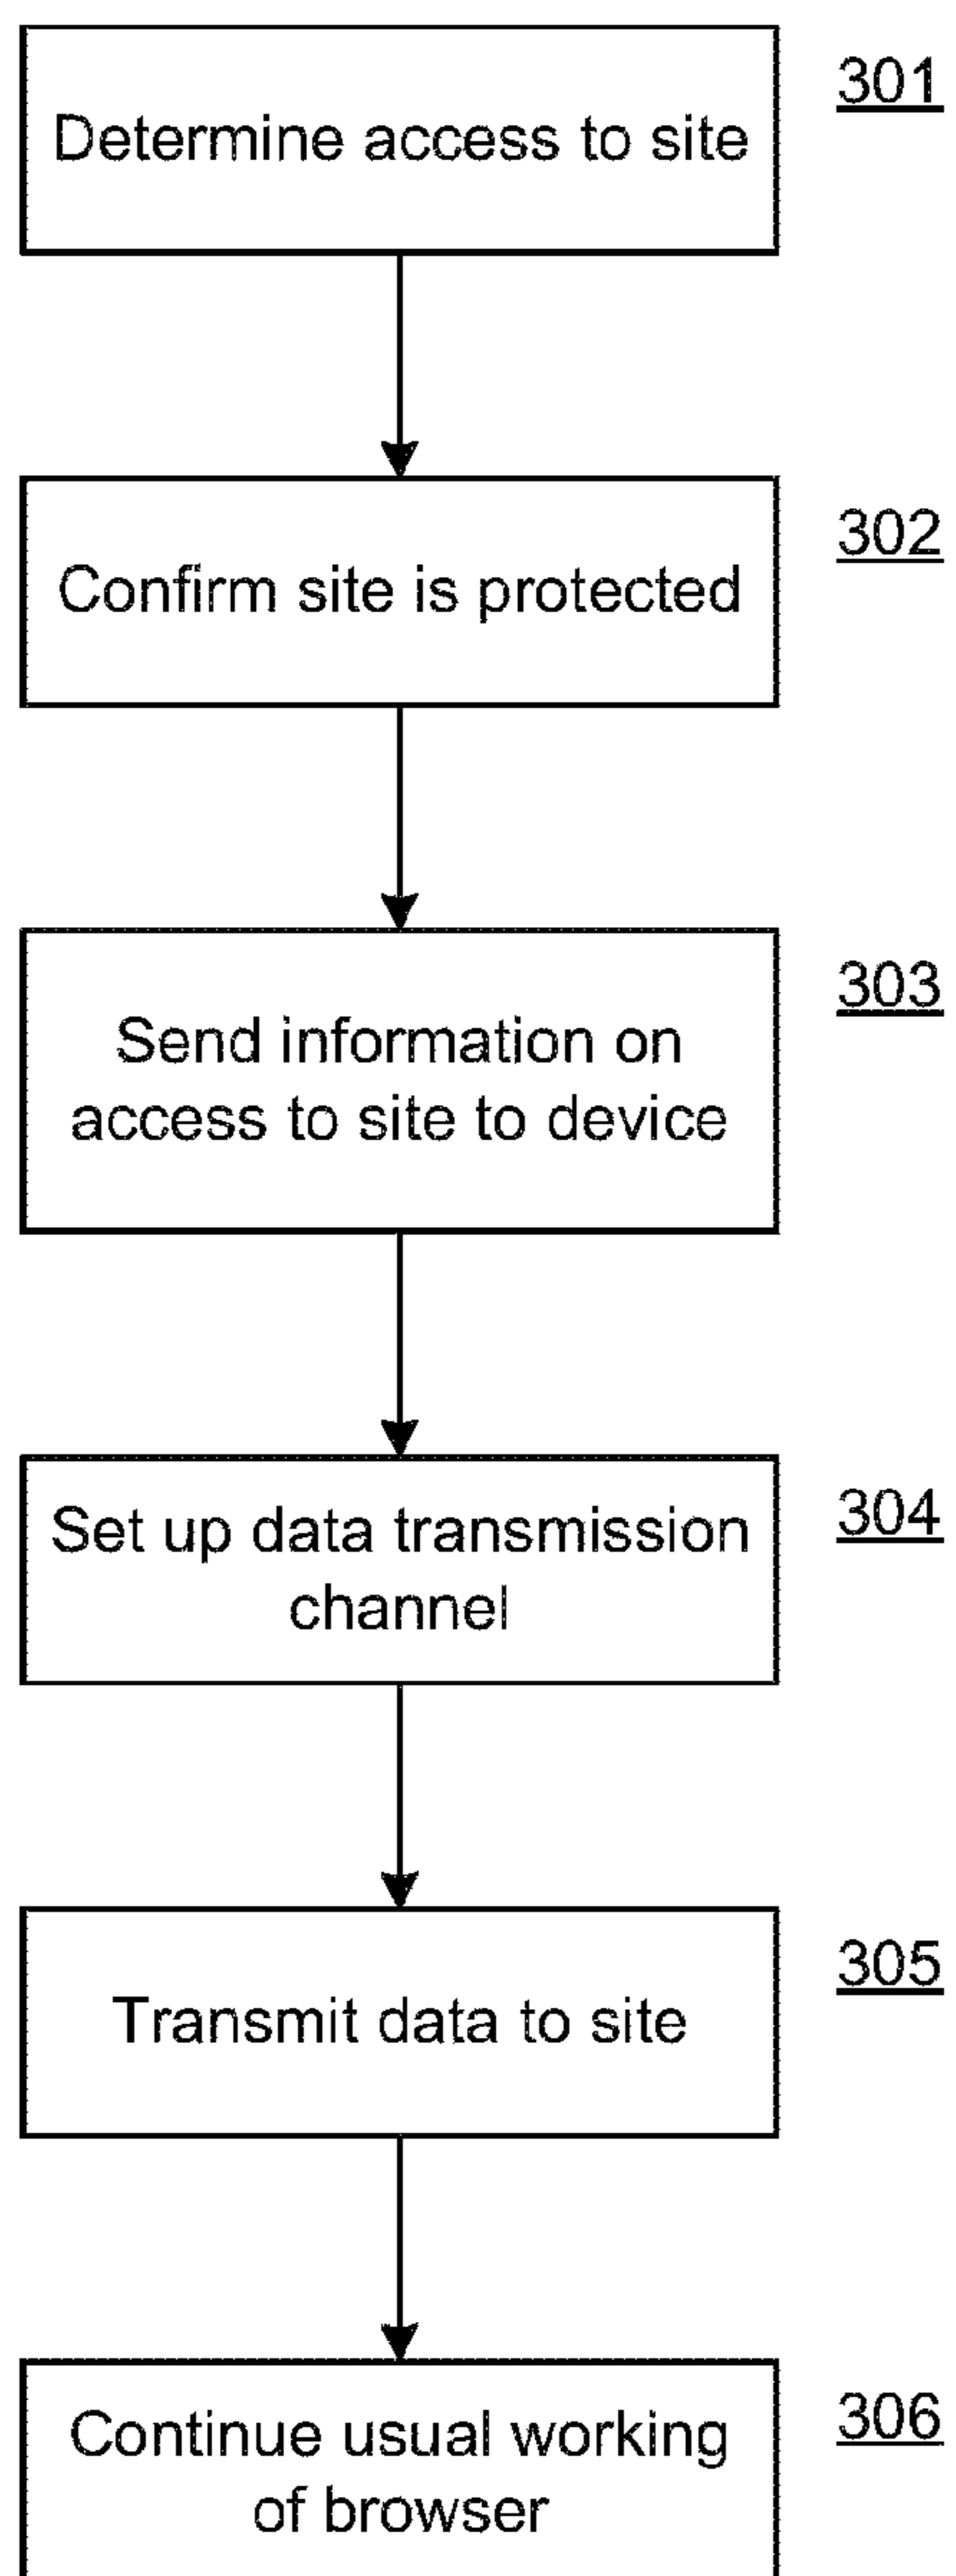 Determine access to site
301
Confirm site is protected
302
Send information on
access to site to device
303
Set up data transmission
channel
304
Transmit data to site
305
Continue usual working
of browser
306